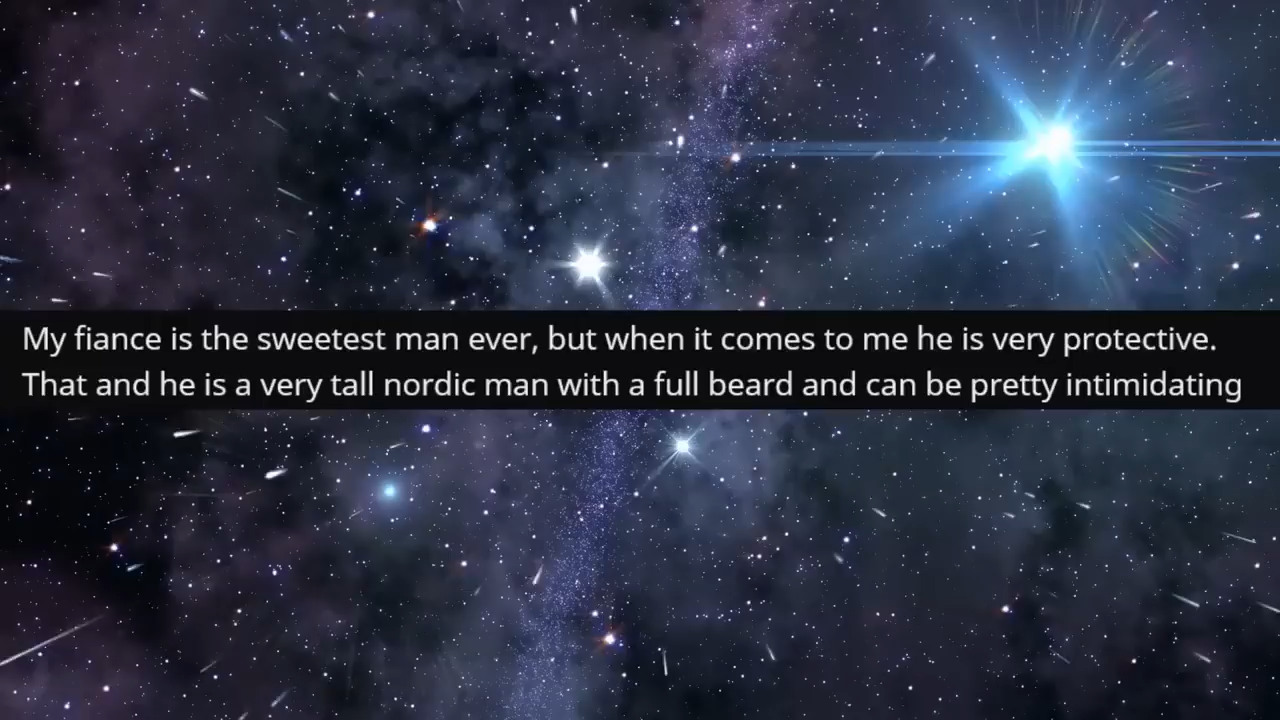 My fiance is the sweetest man ever, but when it comes to me he is very protective.
That and he is a very tall nordic man with a full beard and can be pretty intimidating